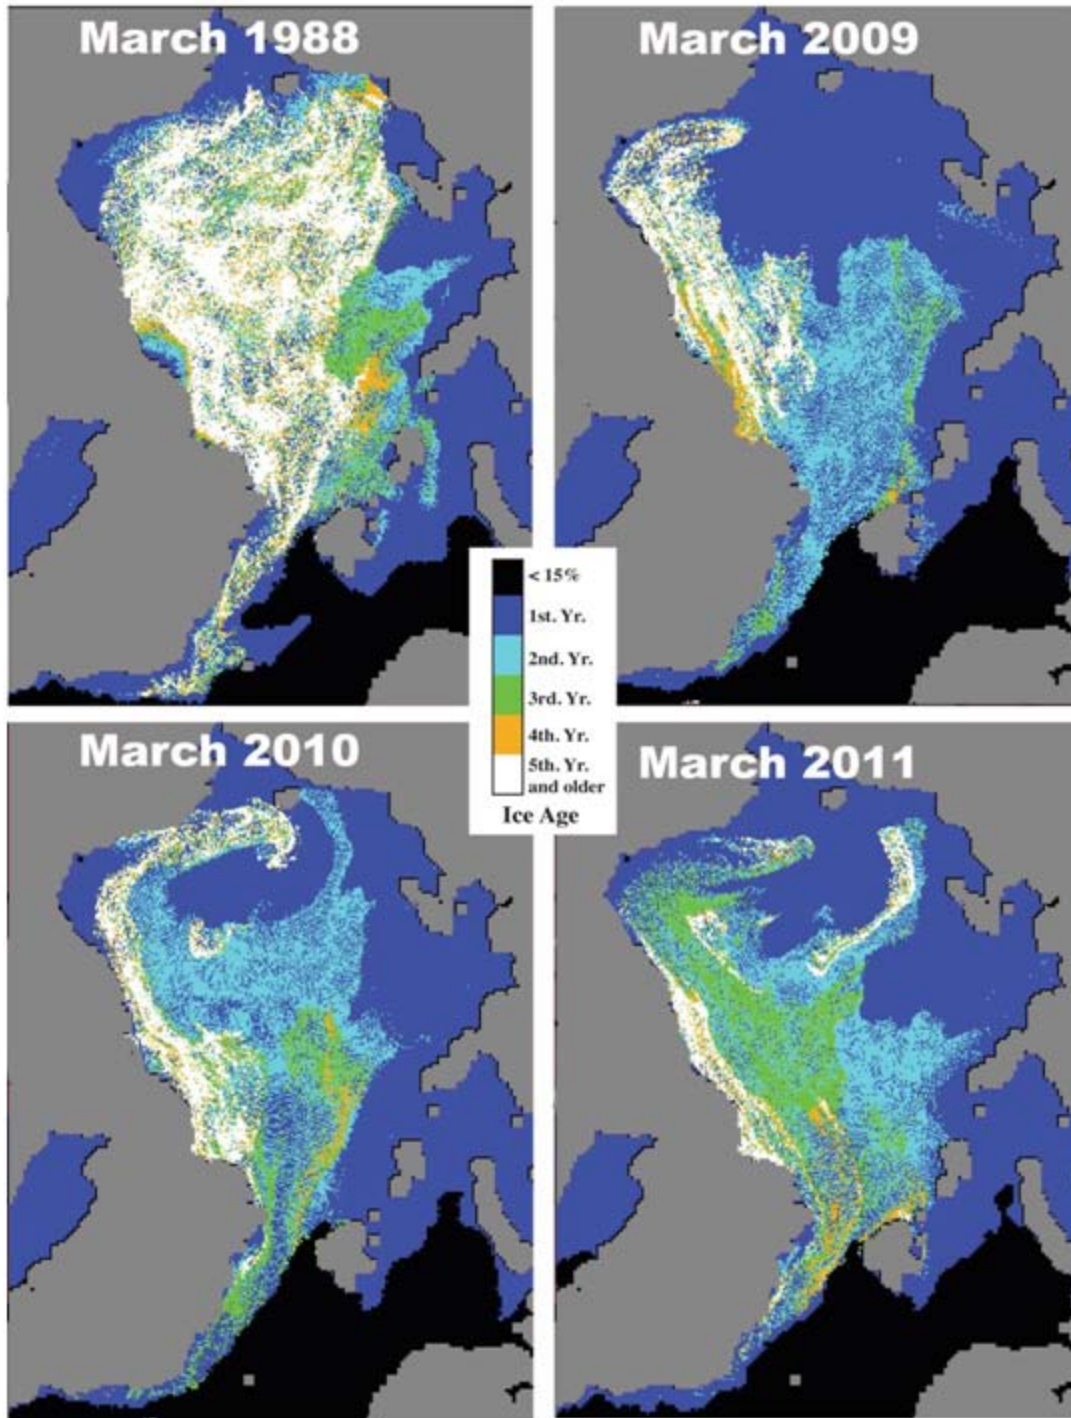 March 1988
March 2009
< 15%
1st. Yr.
2nd. Yr.
3rd. Yr.
4th. Yr.
5th. Yr.
and older
Ice Age
March 2010
March 2011